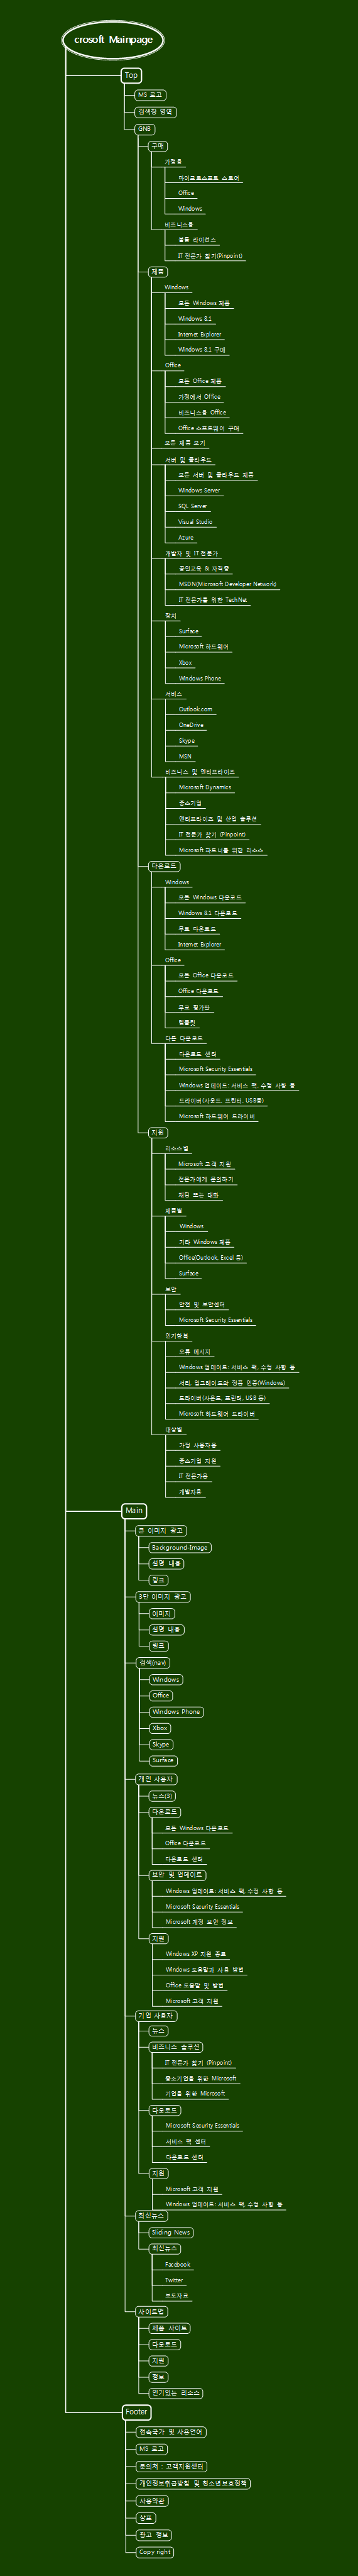 crosoft Mainpage
Top
MS 로고
검색창 영역
GNB
구매
가정용
마이크로소프트 스토어
Office
Windows
비즈니스용
볼륨 라이선스
IT 전문가 찾기(Pinpoint)
제품
Windows
모든 Windows 제품
Windows 8.1
Internet Explorer
Windows 8.1 구매
Office
모든 Office 제품
가정에서 Office
비즈니스용 Office
Office 소프트웨어 구매
모든 제품 보기
서버 및 클라우드
모든 서버 및 클라우드 제품
Windows Server
SQL Server
Visual Studio
Azure
개발자 및 IT 전문가
공인교육 & 자격증
MSDN(Microsoft Developer Network)
IT 전문가를 위한 TechNet
장치
Surface
Microsoft 하드웨어
Xbox
Windows Phone
서비스
Outlook.com
OneDrive
Skype
MSN
비즈니스 및 엔터프라이즈
Microsoft Dynamics
중소기업
엔터프라이즈 및 산업 솔루션
IT 전문가 찾기 (Pinpoint)
Microsoft 파트너를 위한 리소스
다운로드
Windows
모든 Windows 다운로드
Windows 8.1 다운로드
무료 다운로드
Internet Explorer
Office
모든 Office 다운로드
Office 다운로드
무료 평가판
템플릿
다른 다운로드
다운로드 센터
Microsoft Security Essentials
Windows 업데이트: 서비스 팩, 수정 사항 등
드라이버(사운드, 프린터, USB등)
Microsoft 하드웨어 드라이버
지원
리소스별
Microsoft 고객 지원
전문가에게 문의하기
채팅 또는 대화
제품별
Windows
기타 Windows 제품
Office(Outlook, Excel 등)
Surface
보안
안전 및 보안센터
Microsoft Security Essentials
인기항목
오류 메시지
Windows 업데이트: 서비스 팩, 수정 사항 등
서리, 업그레이드와 정품 인증(Windows)
드라이버(사운드, 프린터, USB 등)
Microsoft 하드웨어 드라이버
대상별
가정 사용자용
중소기업 지원
IT 전문가용
개발자용
Main
큰 이미지 광고
Background-Image
설명 내용
링크
3단 이미지 광고
이미지
설명 내용
링크
검색(nav)
Windows
Office
Windows Phone
Xbox
Skype
Surface
개인 사용자
뉴스(3)
다운로드
모든 Windows 다운로드
Office 다운로드
다운로드 센터
보안 및 업데이트
Windows 업데이트: 서비스 팩, 수정 사항 등
Microsoft Security Essentials
Microsoft 계정 보안 정보
지원
Windows XP 지원 종료
Windows 도움말과 사용 방법
Office 도움말 및 방법
Microsoft 고객 지원
기업 사용자
뉴스
비즈니스 솔루션
IT 전문가 찾기 (Pinpoint)
중소기업을 위한 Microsoft
기업을 위한 Microsoft
다운로드
Microsoft Security Essentials
서비스 팩 센터
다운로드 센터
지원
Microsoft 고객 지원
Windows 업데이트: 서비스 팩, 수정 사항 등
최신뉴스
Sliding News
최신뉴스
Facebook
Twitter
보도자료
사이트맵
제품 사이트
다운로드
지원
정보
인기있는 리소스
Footer
접속국가 및 사용언어
MS 로고
문의처 : 고객지원센터
개인정보취급방침 및 청소년보호정책
사용약관
상표
광고 정보
Copy right